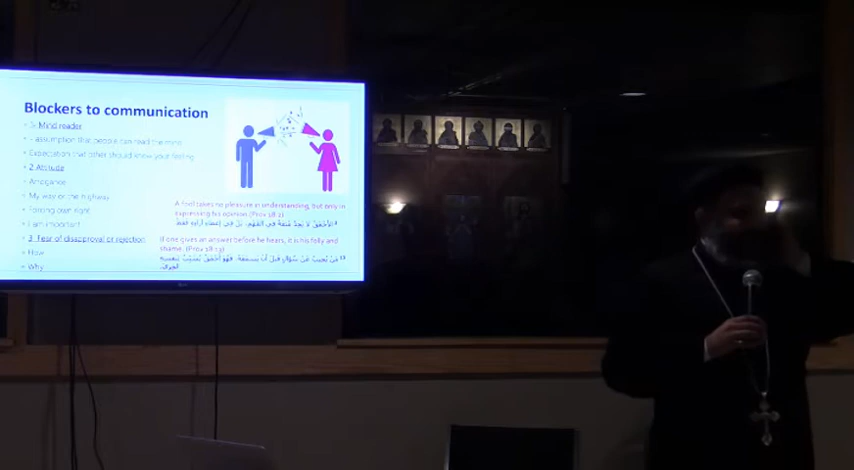 Blockers to communication
Mind reader
- assumption that people can read the mind
Expectation that other should know your feeling
2 Attitude
Arrogance
My way or the highway
Forcing own right
I am important
3 Fear of disapproval or rejection
How
Why
A fool takes no pleasure in understanding, but only in
expressing his opinion (Prov 18:2)
If one gives an answer before he hears, it is his folly and
shame. (Prov 18:13)